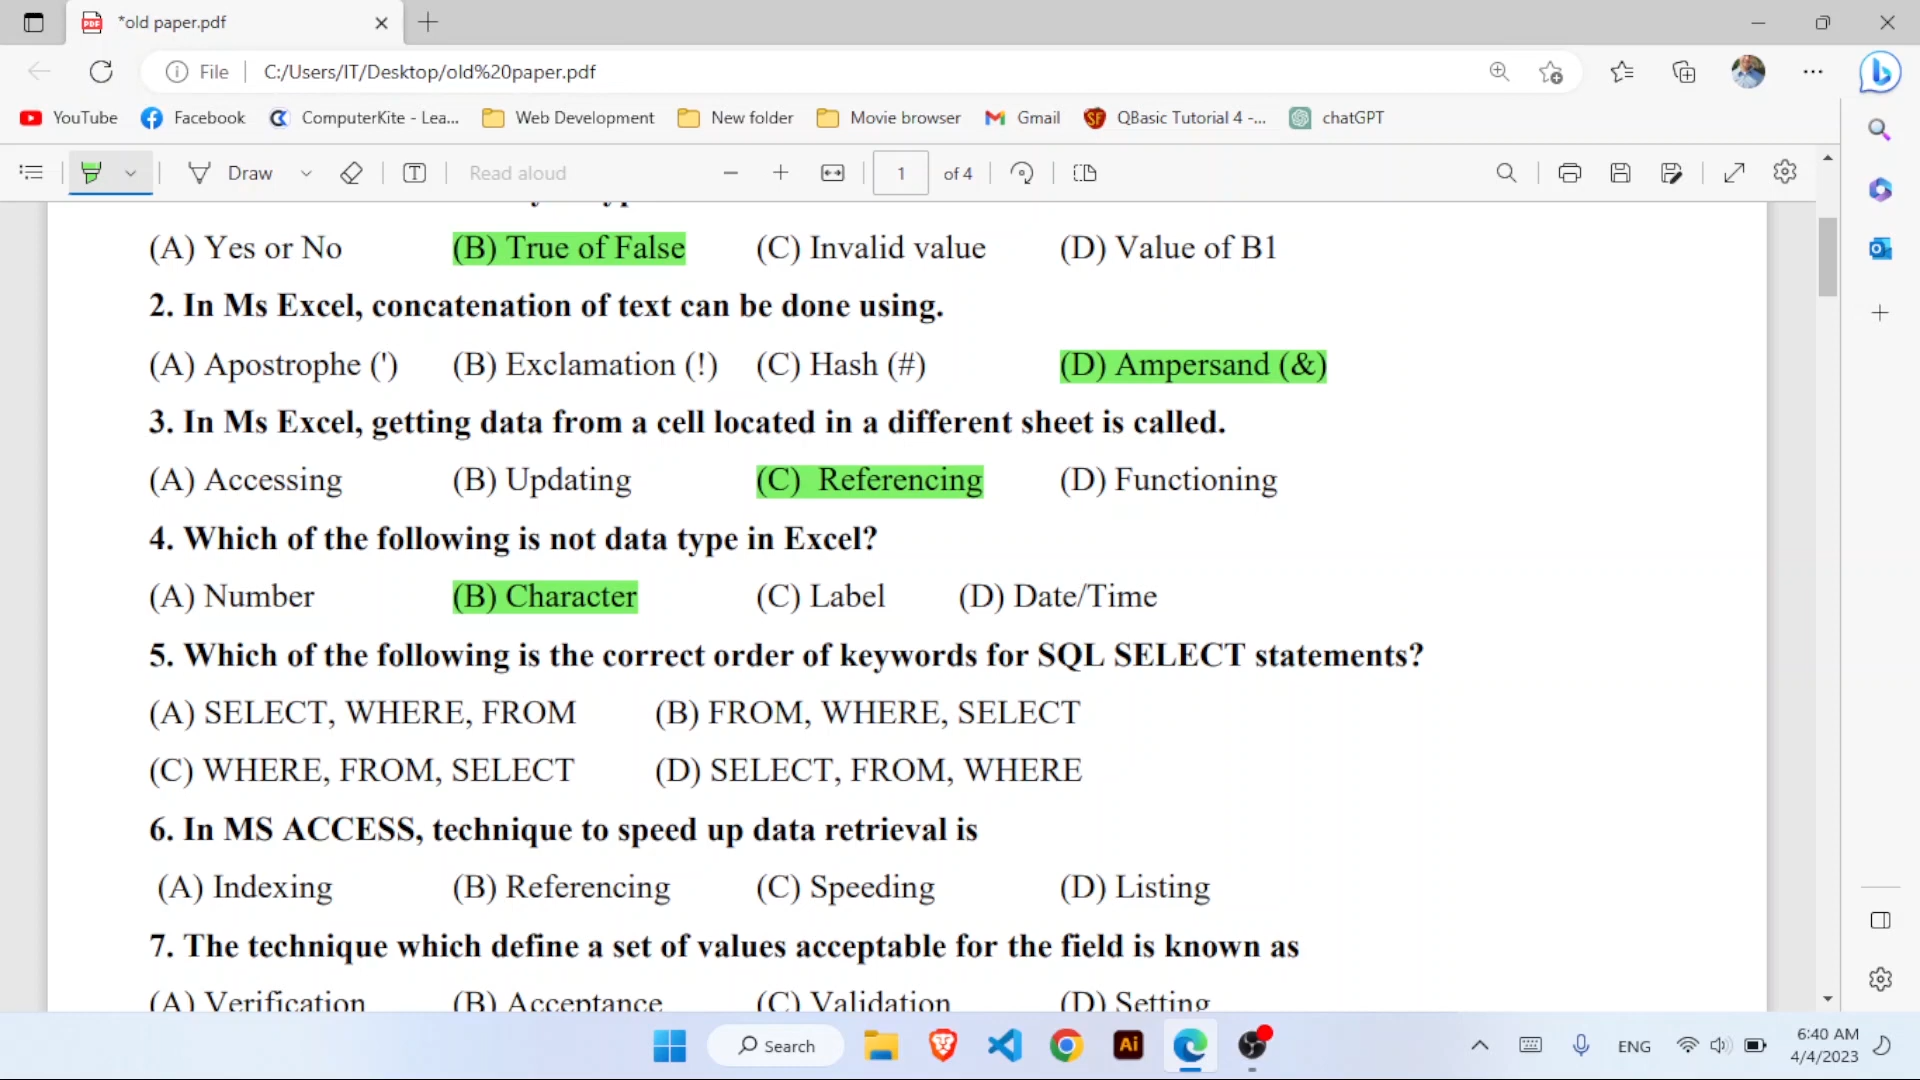 *old paper.pdf
File
C:/Users/IT/Desktop/old%20paper.pdf
YouTube Facebook ComputerKite - Lea... Web Development New folder Movie browser Gmail QBasic Tutorial 4 -... chatGPT
Draw Read aloud 1 of 4
(A) Yes or No (B) True of False (C) Invalid value (D) Value of B1
2. In Ms Excel, concatenation of text can be done using.
(A) Apostrophe (') (B) Exclamation (!) (C) Hash (#) (D) Ampersand (&)
3. In Ms Excel, getting data from a cell located in a different sheet is called.
(A) Accessing (B) Updating (C) Referencing (D) Functioning
4. Which of the following is not data type in Excel?
(A) Number (B) Character (C) Label (D) Date/Time
5. Which of the following is the correct order of keywords for SQL SELECT statements?
(A) SELECT, WHERE, FROM (B) FROM, WHERE, SELECT
(C) WHERE, FROM, SELECT (D) SELECT, FROM, WHERE
6. In MS ACCESS, technique to speed up data retrieval is
(A) Indexing (B) Referencing (C) Speeding (D) Listing
7. The technique which define a set of values acceptable for the field is known as
(A) Verification (B) Acceptance (C) Validation (D) Setting
Search
Ai
ENG
6:40 AM
4/4/2023